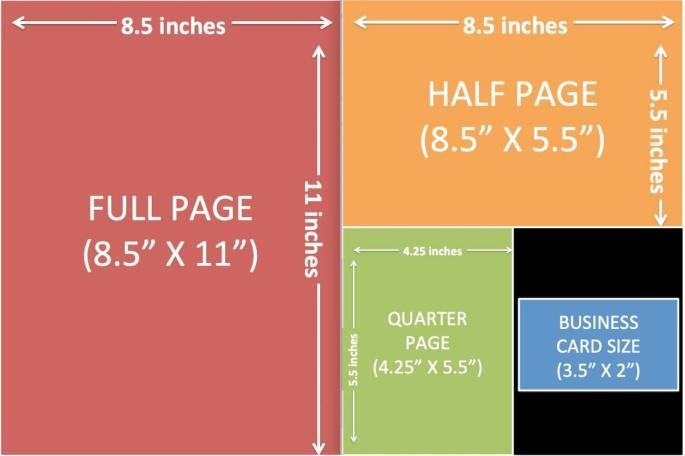 8.5 inches
11 inches
FULL PAGE
(8.5” X 11”)
8.5 inches
5.5 inches
HALF PAGE
(8.5” X 5.5”)
4.25 inches
5.5 inches
QUARTER
PAGE
(4.25” X 5.5”)
BUSINESS
CARD SIZE
(3.5” X 2”)